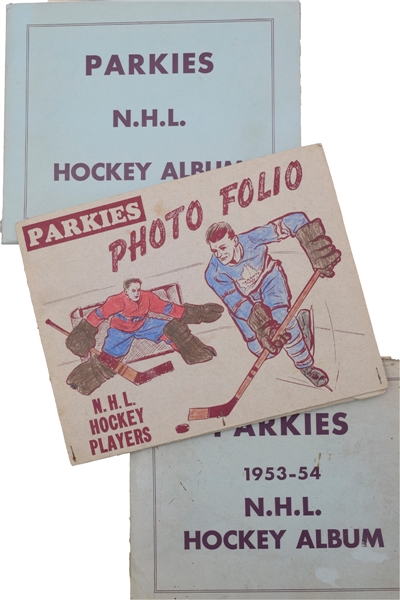 PARKIES
N.H.L.
HOCKEY ALBUM
PARKIES
PHOTO FOLIO
N.H.L.
HOCKEY
PLAYERS
PARKIES
1953-54
N.H.L.
HOCKEY ALBUM